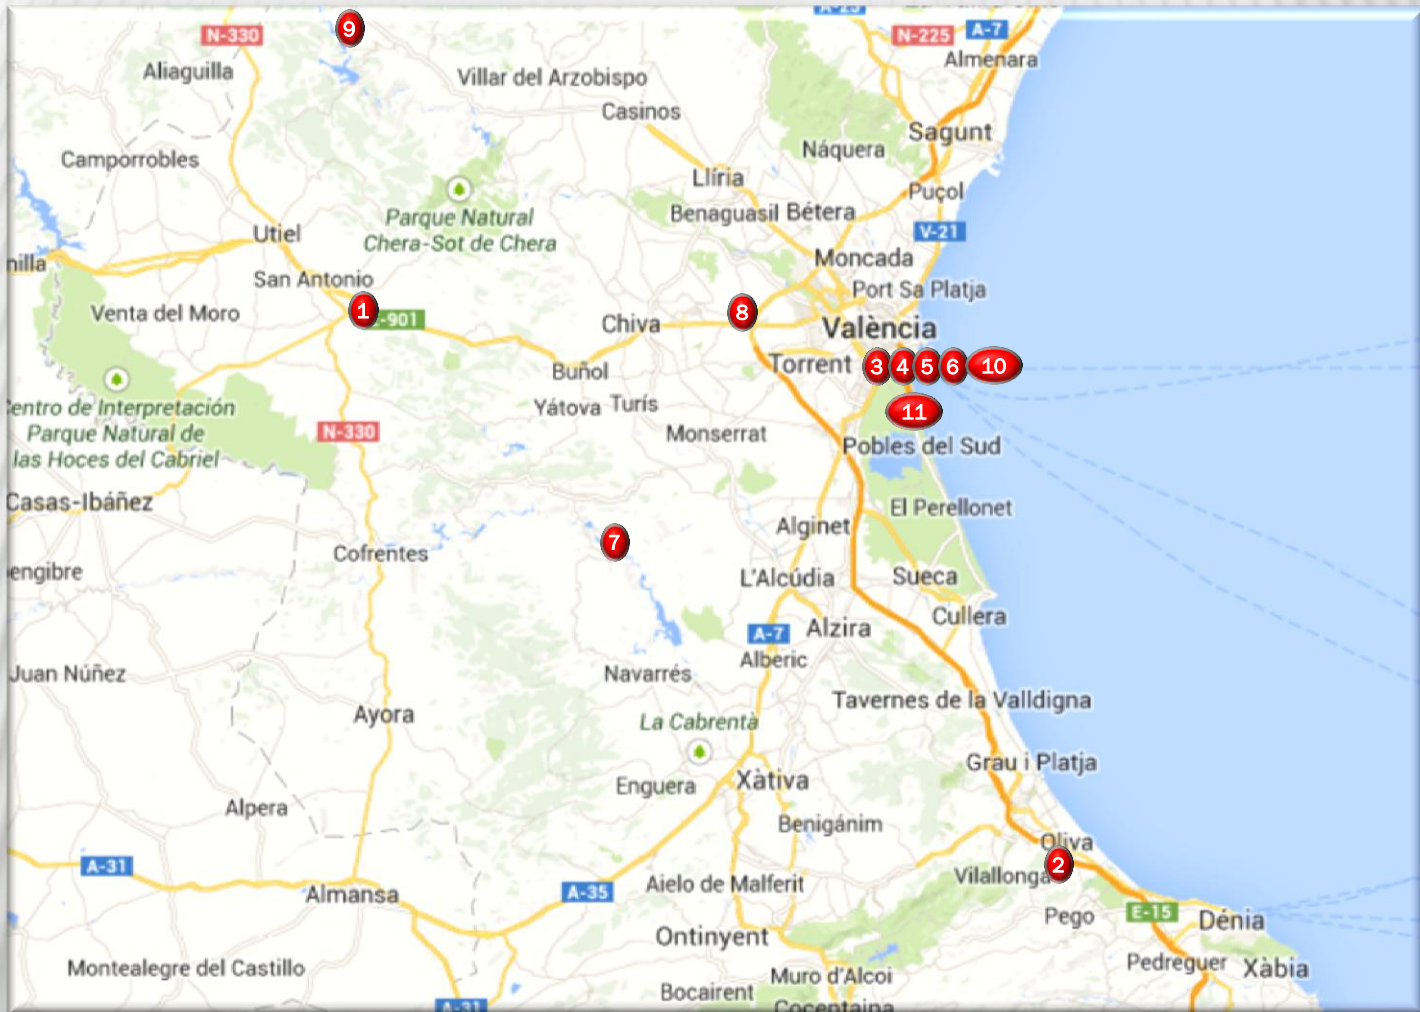 A-23
9
N-330
N-225
A-7
Almenara
Aliaguilla
Villar del Arzobispo
Casinos
Sagunt
Náquera
Camporrobles
Llíria
Puçol
Parque Natural
Chera-Sot de Chera
Benaguasil
Bétera
V-21
Utiel
nilla
Moncada
San Antonio
Port Sa Platja
1
-901
Venta del Moro
8
Chiva
València
Buñol
Torrent
3
4
5
6
10
Centro de Interpretación
Parque Natural de
las Hoces del Cabriel
Yátova
Turís
11
N-330
Monserrat
Pobles del Sud
Casas-Ibáñez
El Perellonet
Alginet
7
Cofrentes
engibre
L'Alcúdia
Sueca
Cullera
A-7
Alzira
Alberic
Juan Núñez
Navarrés
Tavernes de la Valldigna
Ayora
La Cabrentà
Grau i Platja
Enguera
Xàtiva
Alpera
Benigánim
Oliva
2
A-31
Vilallonga
Almansa
A-35
Aielo de Malferit
Pego
E-15
Dénia
Ontinyent
Montealegre del Castillo
Muro d'Alcoi
Pedreguer
Xàbia
Bocairent
A-31
Cocentaina